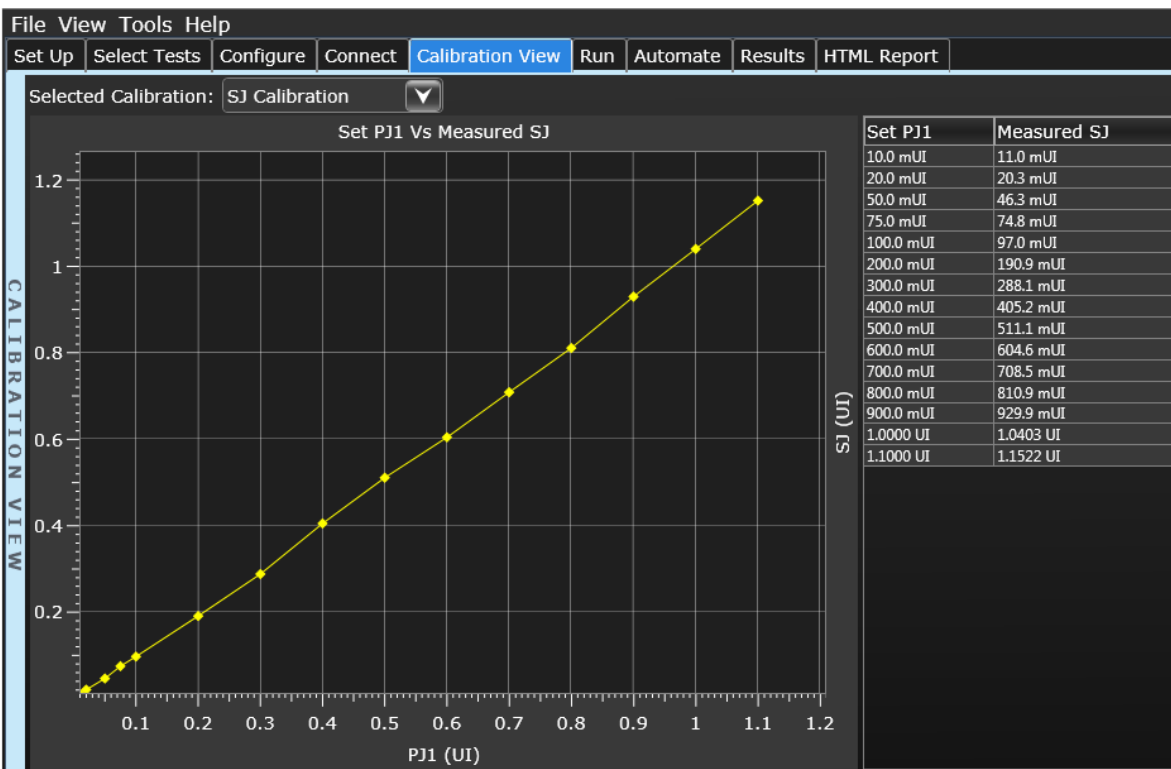 File View Tools Help
Set Up Select Tests Configure Connect Calibration View Run Automate Results HTML Report
CALIBRATION VIEW
Selected Calibration: SJ Calibration
Set PJ1 Vs Measured SJ
1.2
1
0.8
0.6
0.4
0.2
0.1 0.2 0.3 0.4 0.5 0.6 0.7 0.8 0.9 1 1.1 1.2
PJ1 (UI)
SJ (UI)
Set PJ1 Measured SJ
10.0 mUI 11.0 mUI
20.0 mUI 20.3 mUI
50.0 mUI 46.3 mUI
75.0 mUI 74.8 mUI
100.0 mUI 97.0 mUI
200.0 mUI 190.9 mUI
300.0 mUI 288.1 mUI
400.0 mUI 405.2 mUI
500.0 mUI 511.1 mUI
600.0 mUI 604.6 mUI
700.0 mUI 708.5 mUI
800.0 mUI 810.9 mUI
900.0 mUI 929.9 mUI
1.0000 UI 1.0403 UI
1.1000 UI 1.1522 UI